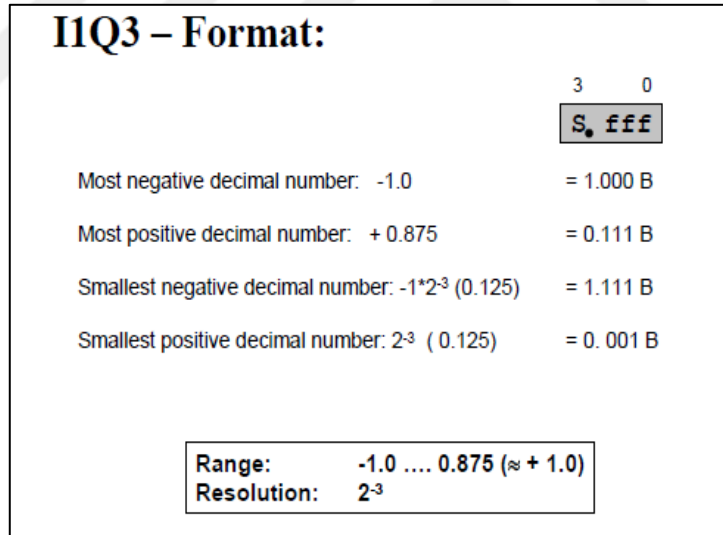 I1Q3 – Format:
3 0
S. fff
Most negative decimal number: -1.0 = 1.000 B
Most positive decimal number: + 0.875 = 0.111 B
Smallest negative decimal number: -1*2⁻³ (0.125) = 1.111 B
Smallest positive decimal number: 2⁻³ ( 0.125) = 0. 001 B
Range: -1.0 .... 0.875 (≈ + 1.0)
Resolution: 2⁻³